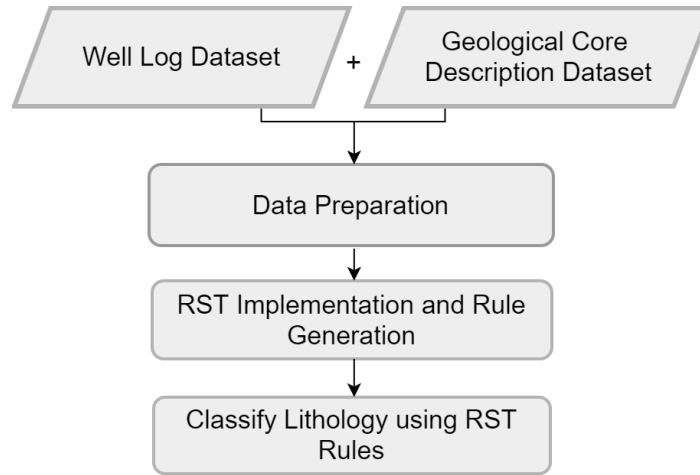 Well Log Dataset
+
Geological Core
Description Dataset
Data Preparation
RST Implementation and Rule
Generation
Classify Lithology using RST
Rules